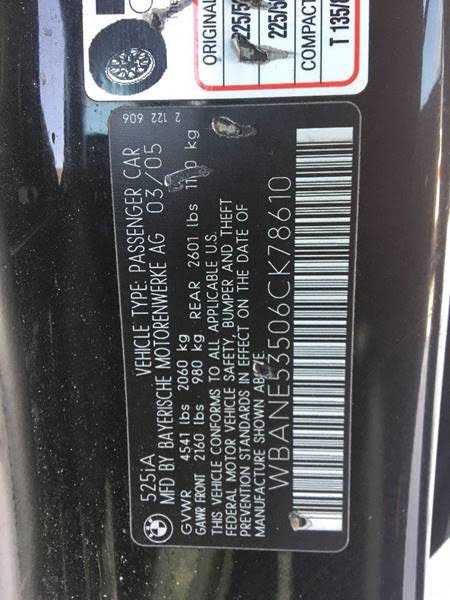 ORIGINAL
COMPACT
2 122 606
525iA VEHICLE TYPE: PASSENGER CAR
MFD BY BAYERISCHE MOTORENWERKE AG 03/05
GVWR 4541 lbs 2060 kg
GAWR FRONT 2160 lbs 980 kg REAR 2601 lbs kg
THIS VEHICLE CONFORMS TO ALL APPLICABLE U.S.
FEDERAL MOTOR VEHICLE SAFETY, BUMPER AND THEFT
PREVENTION STANDARDS IN EFFECT ON THE DATE OF
MANUFACTURE SHOWN ABOVE.
WBANE53506CK78610